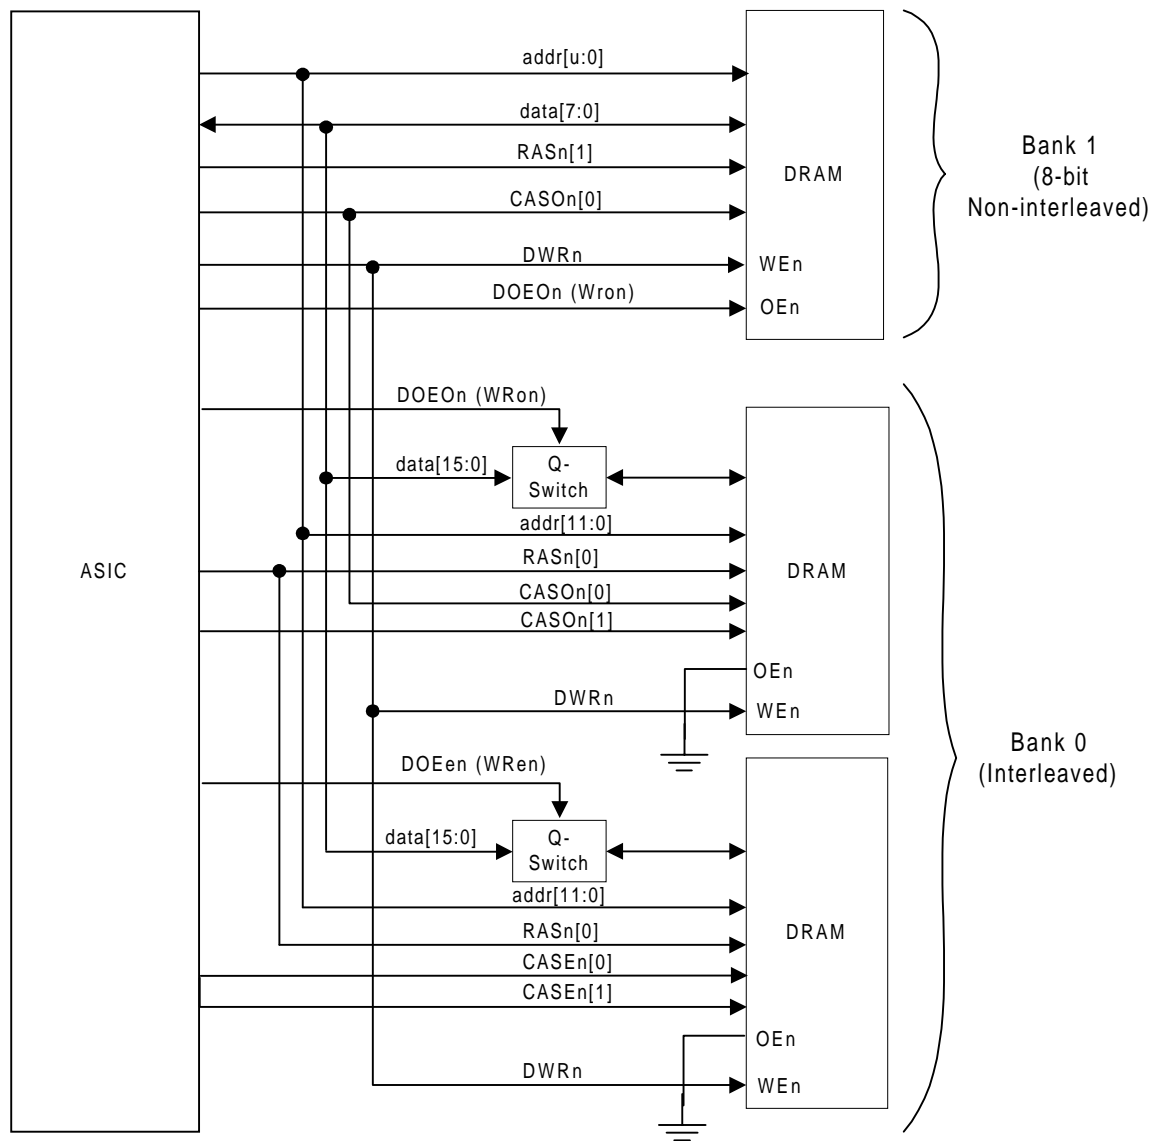 addr[u:0]
data[7:0]
RASn[1]
CASOn[0]
DWRn
DOEOn (Wron)
DRAM
WEn
OEn
Bank 1
(8-bit
Non-interleaved)
DOEOn (WRon)
data[15:0]
Q-
Switch
addr[11:0]
RASn[0]
CASOn[0]
CASOn[1]
DWRn
DRAM
OEn
WEn
ASIC
Bank 0
(Interleaved)
DOEen (WRen)
data[15:0]
Q-
Switch
addr[11:0]
RASn[0]
CASEn[0]
CASEn[1]
DWRn
DRAM
OEn
WEn